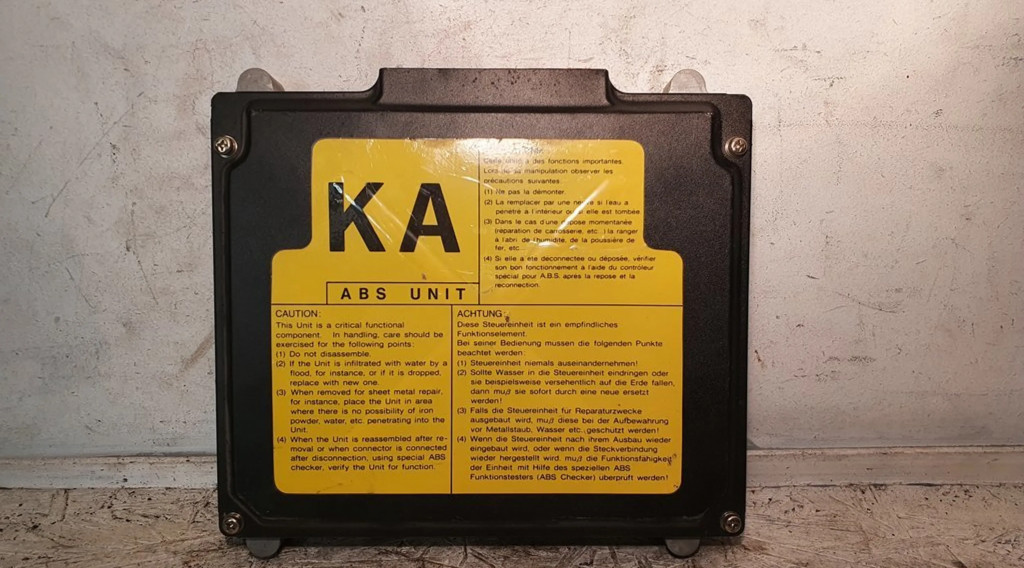 KA
ABS UNIT
a des fonctions importantes.
manipulation observer les
précautions suivantes.
(1) Ne pas la démonter.
(2) La remplacer par une si l'eau a
pénétré à l'intérieur ou elle est tombée
(3) Dans le cas d'une momentanée
(réparation de carrosserie, etc...) la ranger
à l'abri de l'humidité, de la poussière de
fer, etc...
(4) Si elle a été déconnectée ou déposée, vérifier
son bon fonctionnement à l'aide du contrôleur
spécial pour A.B.S. après la repose et la
reconnection.
CAUTION:
This Unit is a critical functional
component. In handling, care should be
exercised for the following points:
(1) Do not disassemble.
(2) If the Unit is infiltrated with water by a
flood, for instance, or if it is dropped,
replace with new one.
(3) When removed for sheet metal repair,
for instance, place the Unit in area
where there is no possibility of iron
powder, water, etc. penetrating into the
Unit.
(4) When the Unit is reassembled after re-
moval or when connector is connected
after disconnection, using special ABS
checker, verify the Unit for function.
ACHTUNG:
Diese Steuereinheit ist ein empfindliches
Funktionselement.
Bei seiner Bedienung mussen die folgenden Punkte
beachtet werden:
(1) Steuereinheit niemals auseinandernehmen!
(2) Sollte Wasser in die Steuereinheit eindringen oder
sie beispielsweise versehentlich auf die Erde fallen,
dann muß sie sofort durch eine neue ersetzt
werden!
(3) Falls die Steuereinheit für Reparaturzwecke
ausgebaut wird, muß diese bei der Aufbewahrung
vor Metallstaub, Wasser etc., geschutzt werden!
(4) Wenn die Steuereinheit nach ihrem Ausbau wieder
eingebaut wird, oder wenn die Steckverbindung
wieder hergestellt wird, muß die Funktionsfähigkeit
der Einheit mit Hilfe des speziellen ABS
Funktionstesters (ABS Checker) uberpruft werden!